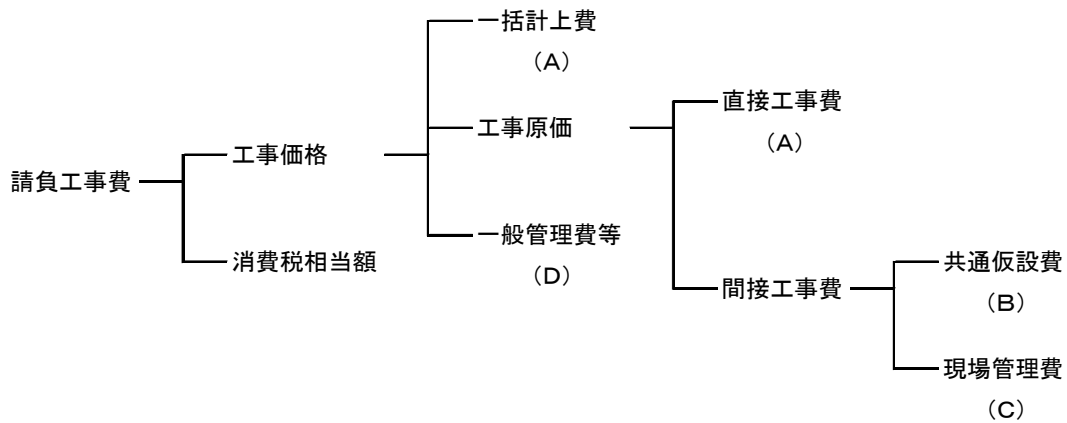 一括計上費
（A）
工事原価
直接工事費
（A）
工事価格
請負工事費
一般管理費等
（D）
消費税相当額
間接工事費
共通仮設費
（B）
現場管理費
（C）